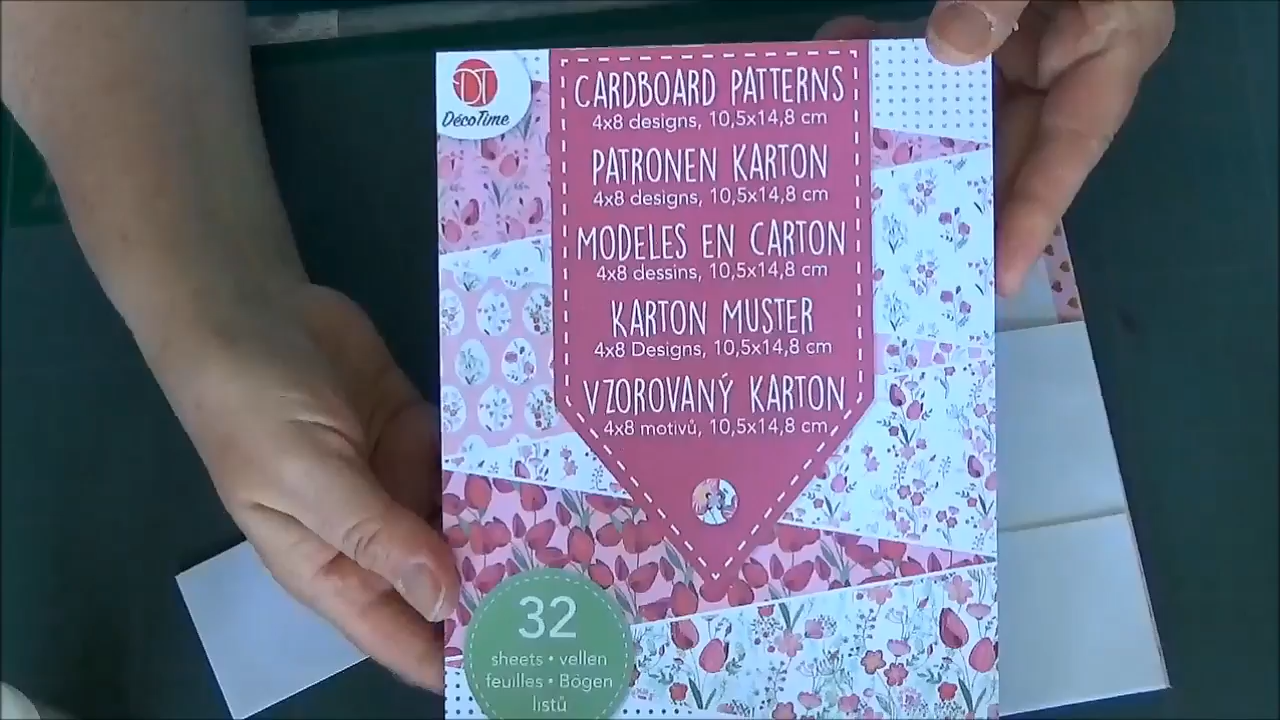 DT
DécoTime
CARDBOARD PATTERNS
4x8 designs, 10,5x14,8 cm
PATRONEN KARTON
4x8 designs, 10,5x14,8 cm
MODELES EN CARTON
4x8 dessins, 10,5x14,8 cm
KARTON MUSTER
4x8 Designs, 10,5x14,8 cm
VZOROVANÝ KARTON
4x8 motivů, 10,5x14,8 cm
32
sheets • vellen
feuilles • Bögen
listů